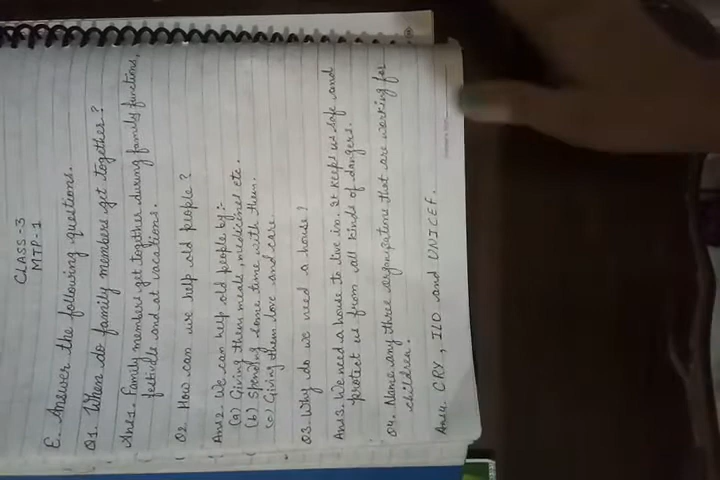 CLASS-3
MTP-1
E. Answer the following questions.
Q1. When do family members get together?
Ans1. Family members get together during family functions,
festivals and at vacations.
Q2. How can we help old people?
Ans2. We can help old people by:-
(a) Giving them meals, medicines etc.
(b) Spending some time with them.
(c) Giving them love and care.
Q3. Why do we need a house?
Ans3. We need a house to live in. It keeps us safe and
protect us from all kinds of dangers.
Q4. Name any three organizations that are working for
children.
Ans4. CRY, ILO and UNICEF.